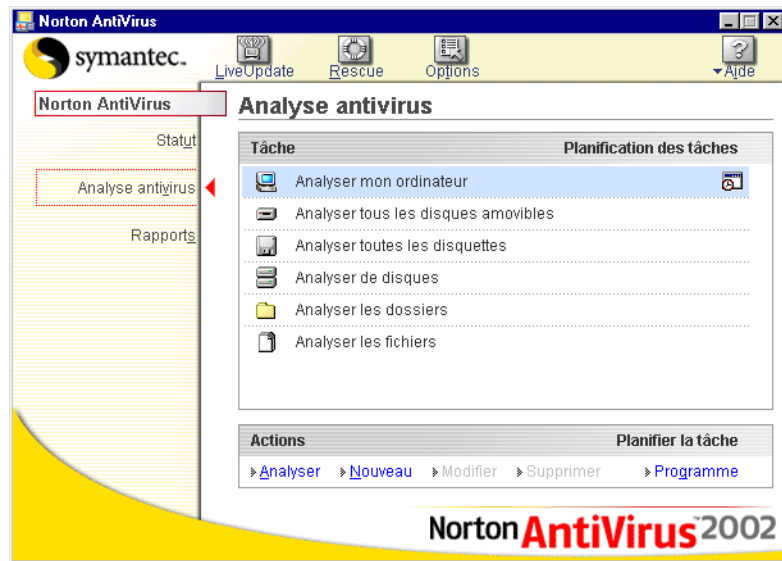 Norton AntiVirus
symantec.
LiveUpdate Rescue Options Aide
Norton AntiVirus
Analyse antivirus
Statut
Tâche Planification des tâches
Analyse antivirus
Analyser mon ordinateur
Analyser tous les disques amovibles
Rapports
Analyser toutes les disquettes
Analyser de disques
Analyser les dossiers
Analyser les fichiers
Actions Planifier la tâche
Analyser Nouveau Modifier Supprimer Programme
Norton AntiVirus 2002